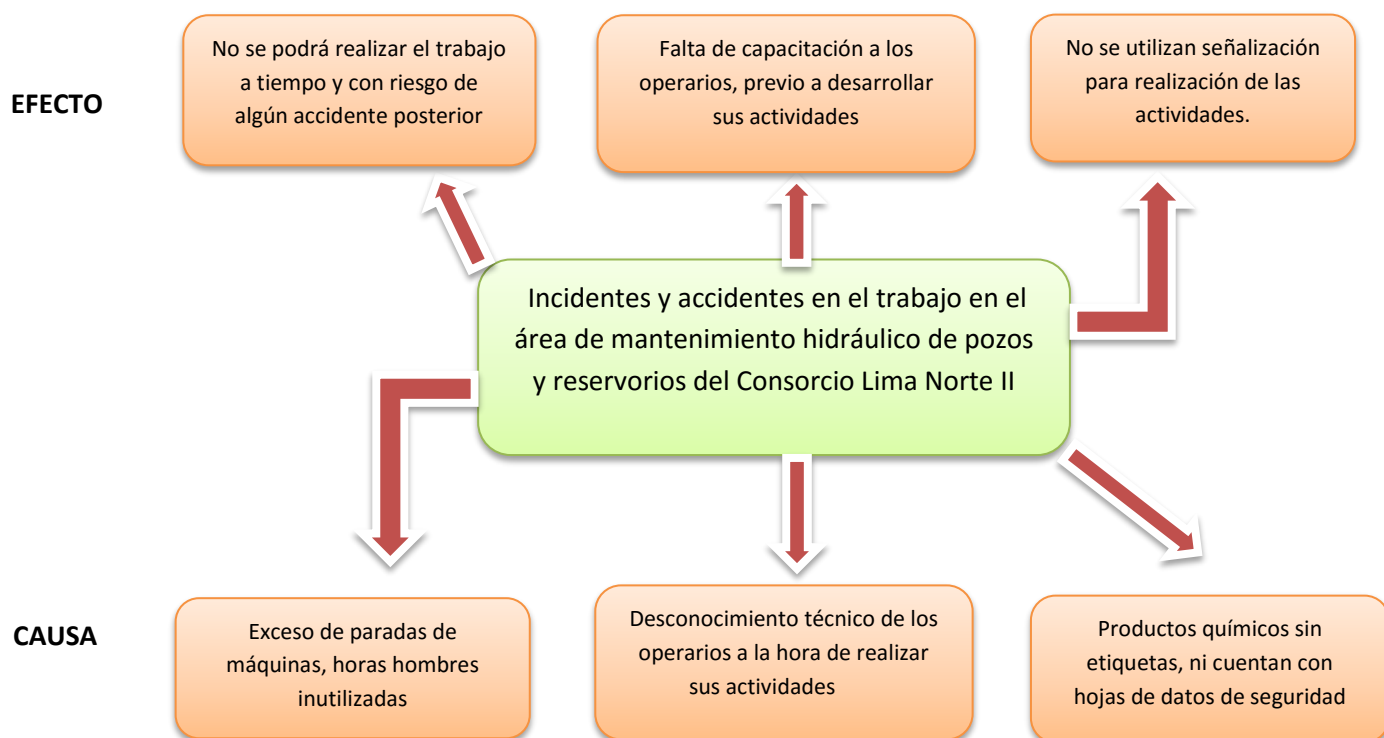 EFECTO
No se podrá realizar el trabajo
a tiempo y con riesgo de
algún accidente posterior
Falta de capacitación a los
operarios, previo a desarrollar
sus actividades
No se utilizan señalización
para realización de las
actividades.
Incidentes y accidentes en el trabajo en el
área de mantenimiento hidráulico de pozos
y reservorios del Consorcio Lima Norte II
CAUSA
Exceso de paradas de
máquinas, horas hombres
inutilizadas
Desconocimiento técnico de los
operarios a la hora de realizar
sus actividades
Productos químicos sin
etiquetas, ni cuentan con
hojas de datos de seguridad